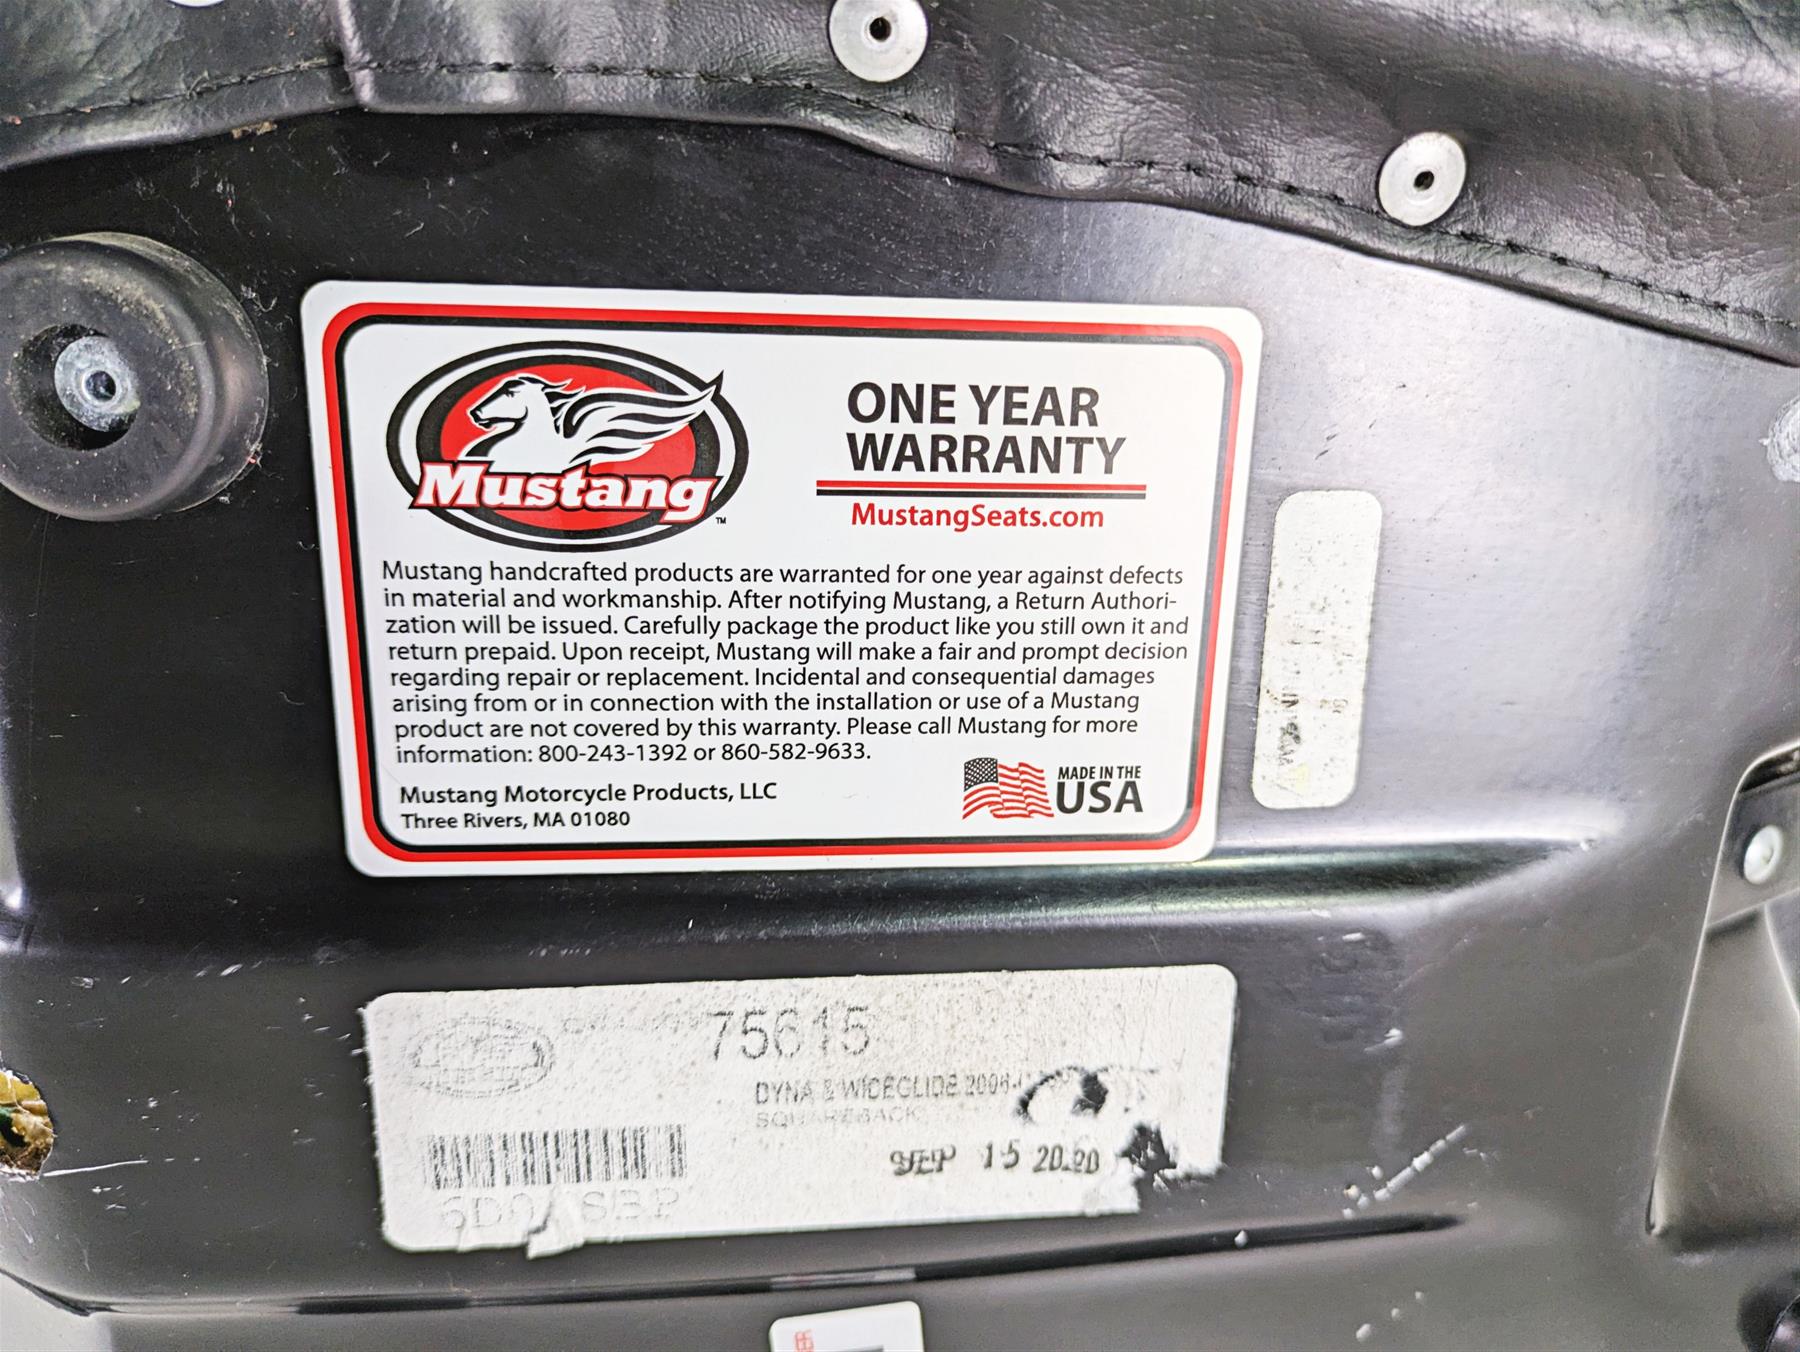 Mustang
TM
ONE YEAR
WARRANTY
MustangSeats.com
Mustang handcrafted products are warranted for one year against defects
in material and workmanship. After notifying Mustang, a Return Authori-
zation will be issued. Carefully package the product like you still own it and
return prepaid. Upon receipt, Mustang will make a fair and prompt decision
regarding repair or replacement. Incidental and consequential damages
arising from or in connection with the installation or use of a Mustang
product are not covered by this warranty. Please call Mustang for more
information: 800-243-1392 or 860-582-9633.
Mustang Motorcycle Products, LLC
Three Rivers, MA 01080
MADE IN THE
USA
75615
DYNA & WIDEGLIDE
SQUAREBACK
SEP 15 2020